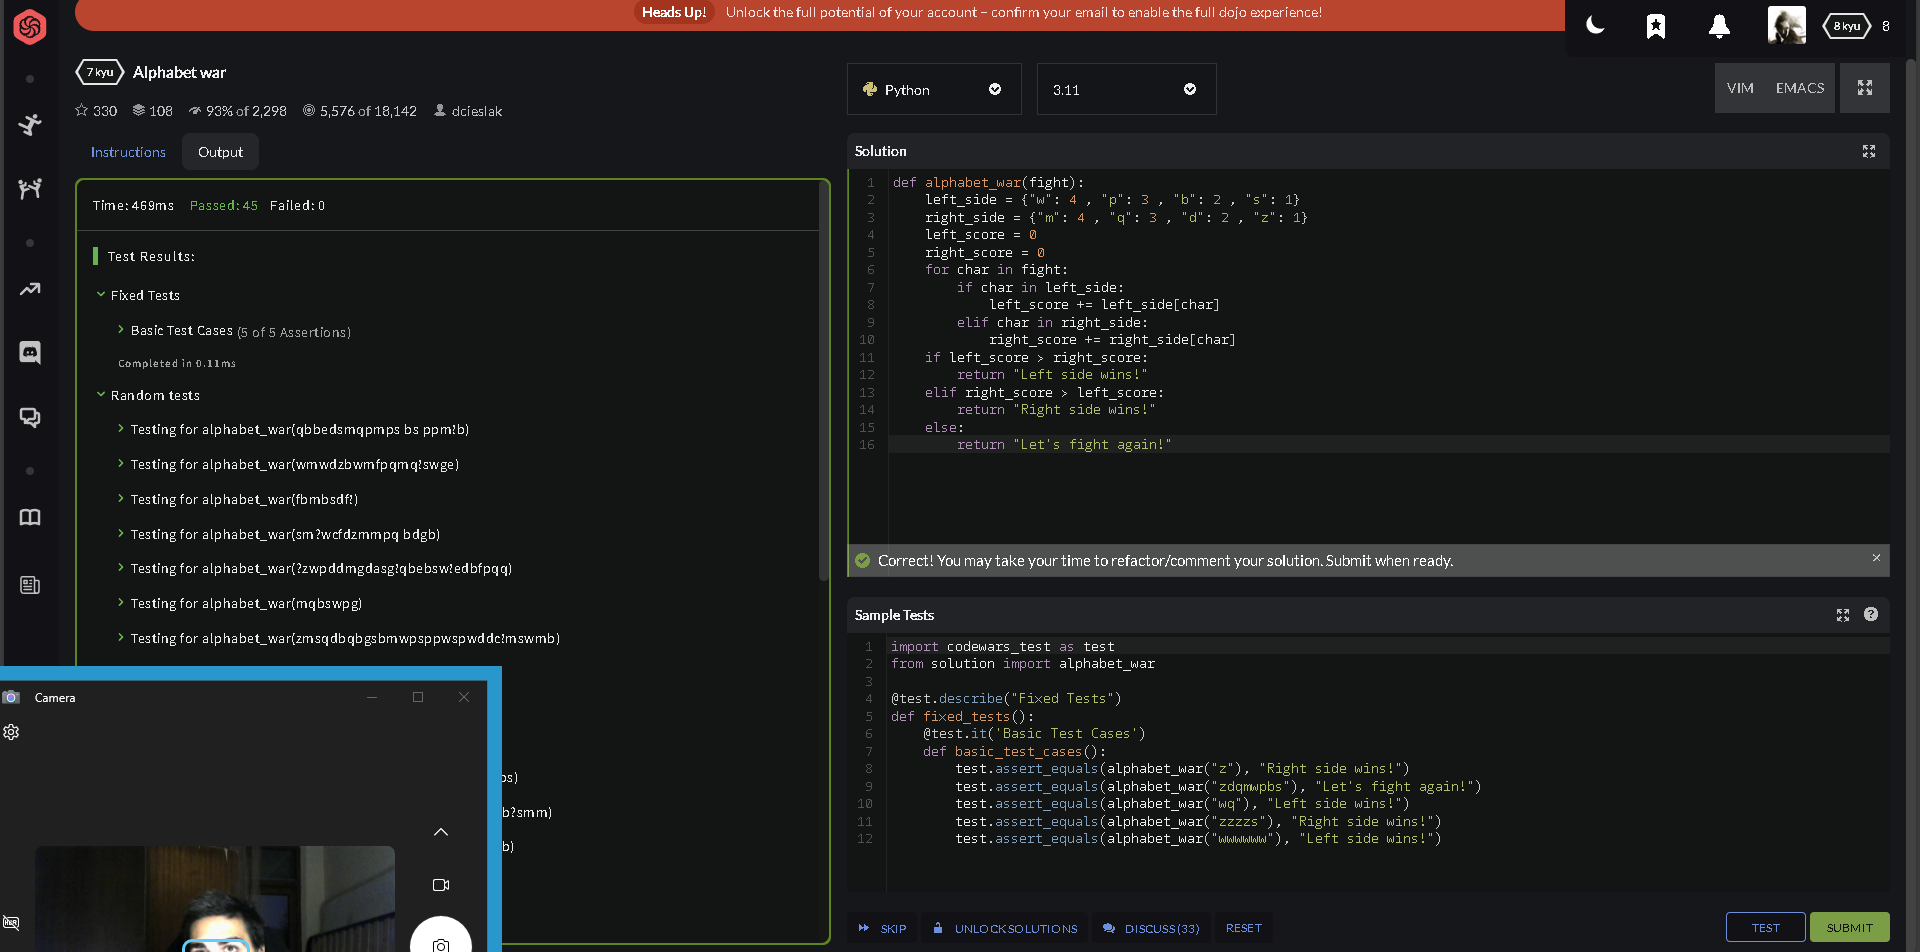 Heads Up! Unlock the full potential of your account – confirm your email to enable the full dojo experience!
8 kyu 8
7 kyu Alphabet war
330 108 93% of 2,298 5,576 of 18,142 dcieslak
Instructions Output
Time: 469ms Passed: 45 Failed: 0
Test Results:
Fixed Tests
Basic Test Cases (5 of 5 Assertions)
Completed in 0.11ms
Random tests
Testing for alphabet_war(qbbedsmqpmps bs ppm?b)
Testing for alphabet_war(wmwdzbwmfpqmq?swge)
Testing for alphabet_war(fbmbsdf?)
Testing for alphabet_war(sm?wcfdzmmpq bdgb)
Testing for alphabet_war(?zwpddmgdasg?qbebsw?edbfpqq)
Testing for alphabet_war(mqbswpg)
Testing for alphabet_war(zmsqdbqbgsbmwpsppwspwddc?mswmb)
bs)
b?smm)
b)
Camera
Python 3.11
VIM EMACS
Solution
1 def alphabet_war(fight):
2 left_side = {"w": 4 , "p": 3 , "b": 2 , "s": 1}
3 right_side = {"m": 4 , "q": 3 , "d": 2 , "z": 1}
4 left_score = 0
5 right_score = 0
6 for char in fight:
7 if char in left_side:
8 left_score += left_side[char]
9 elif char in right_side:
10 right_score += right_side[char]
11 if left_score > right_score:
12 return "Left side wins!"
13 elif right_score > left_score:
14 return "Right side wins!"
15 else:
16 return "Let's fight again!"
Correct! You may take your time to refactor/comment your solution. Submit when ready.
Sample Tests
1 import codewars_test as test
2 from solution import alphabet_war
3
4 @test.describe("Fixed Tests")
5 def fixed_tests():
6 @test.it('Basic Test Cases')
7 def basic_test_cases():
8 test.assert_equals(alphabet_war("z"), "Right side wins!")
9 test.assert_equals(alphabet_war("zdqmwpbs"), "Let's fight again!")
10 test.assert_equals(alphabet_war("wq"), "Left side wins!")
11 test.assert_equals(alphabet_war("zzzzs"), "Right side wins!")
12 test.assert_equals(alphabet_war("wwwwww"), "Left side wins!")
SKIP UNLOCK SOLUTIONS DISCUSS (33) RESET TEST SUBMIT